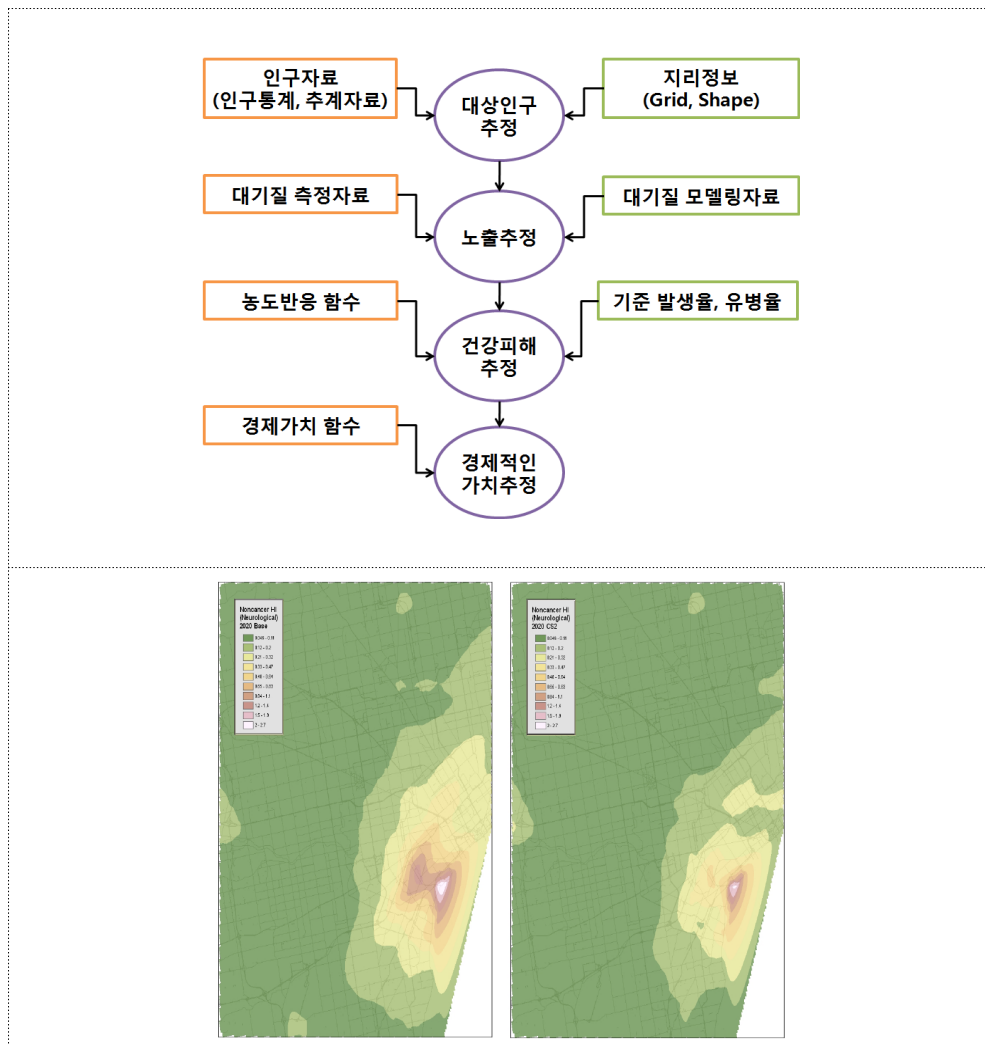 인구자료
(인구통계, 추계자료)
지리정보
(Grid, Shape)
대상인구
추정
대기질 측정자료
대기질 모델링자료
노출추정
농도반응 함수
기준 발생율, 유병율
건강피해
추정
경제가치 함수
경제적인
가치추정
Noncancer HI
(Neurological)
2020 Base
Noncancer HI
(Neurological)
2020 CS2